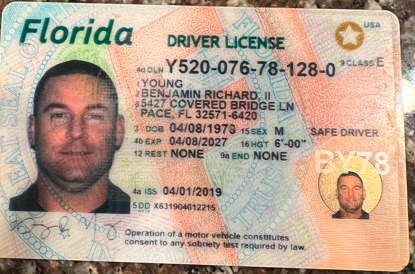 Florida
DRIVER LICENSE
USA
4d DLN Y520-076-78-128-0 9 CLASS E
1 YOUNG
2 BENJAMIN RICHARD, II
8 5427 COVERED BRIDGE LN
PACE, FL 32571-6420
3 DOB 04/08/1978 15 SEX M SAFE DRIVER
4b EXP 04/08/2027 16 HGT 6'-00"
12 REST NONE 9a END NONE
BY78
4a ISS 04/01/2019
5 DD X631904012215
Operation of a motor vehicle constitutes
consent to any sobriety test required by law.